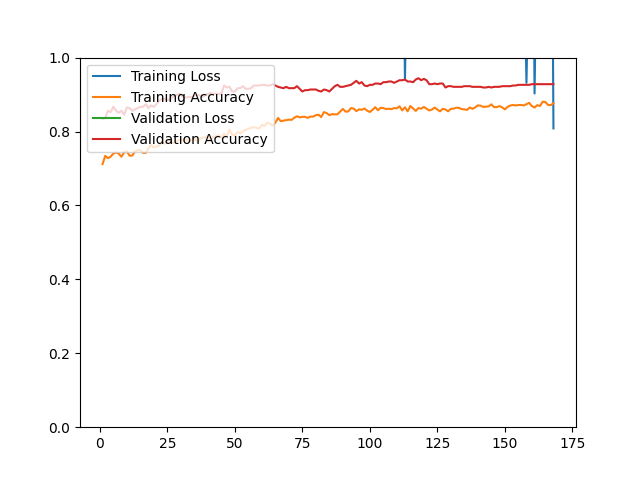 1.0
0.8
0.6
0.4
0.2
0.0
Training Loss
Training Accuracy
Validation Loss
Validation Accuracy
0 25 50 75 100 125 150 175